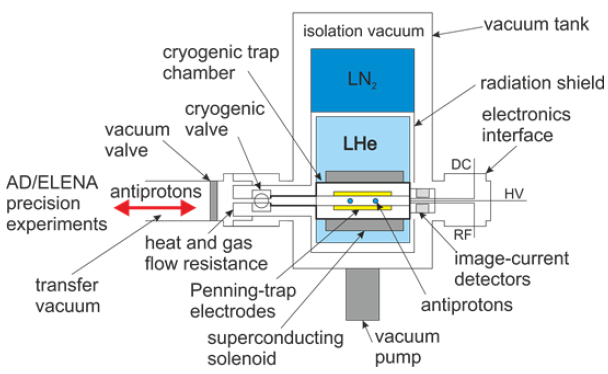 isolation vacuum
vacuum tank
cryogenic trap
chamber
radiation shield
LN2
cryogenic
valve
electronics
interface
vacuum
valve
LHe
DC
AD/ELENA
precision
experiments
antiprotons
HV
RF
heat and gas
flow resistance
image-current
detectors
transfer
vacuum
Penning-trap
electrodes
antiprotons
superconducting
solenoid
vacuum
pump